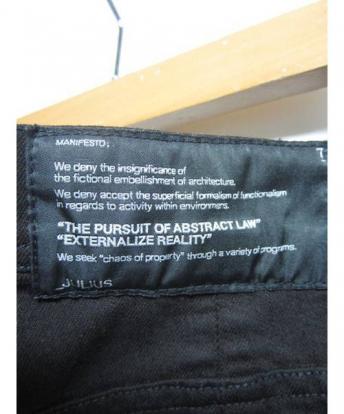 MANIFESTO;
We deny the insignificance of
the fictional embellishment of architecture.
We deny accept the superficial formalism of functionalism
in regards to activity within environmens.
"THE PURSUIT OF ABSTRACT LAW"
"EXTERNALIZE REALITY"
We seek "chaos of property" through a variety of programs.
_JULIUS